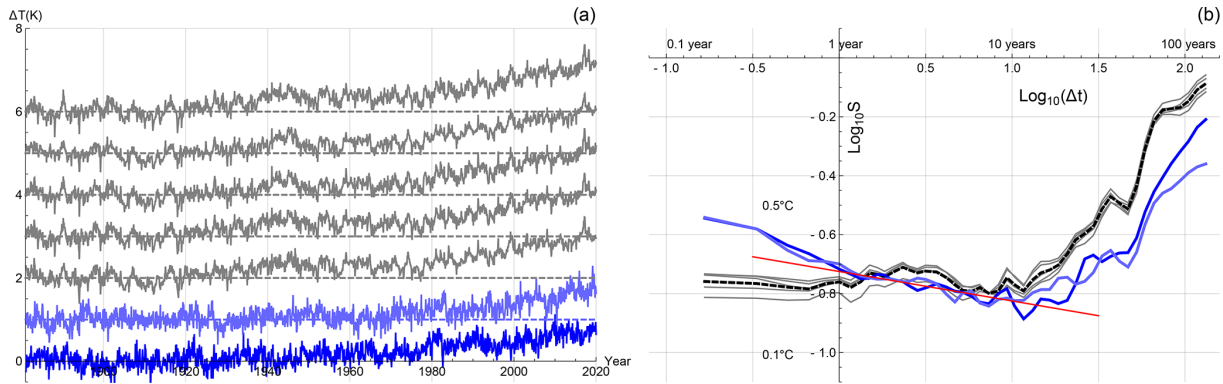 ΔT(K)
(a)
8
6
4
2
0
1900
1920
1940
1960
1980
2000
2020
Year
(b)
0.1 year
1 year
10 years
100 years
- 1.0
- 0.5
0.5
1.0
1.5
2.0
Log10(Δt)
Log10S
- 0.2
- 0.4
- 0.6
- 0.8
- 1.0
0.5°C
0.1°C